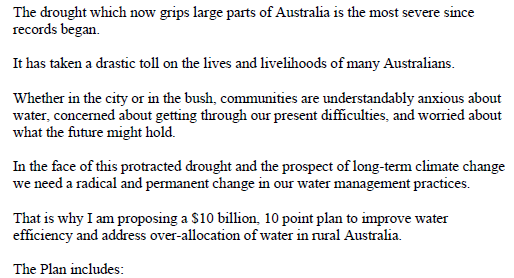 The drought which now grips large parts of Australia is the most severe since
records began.
It has taken a drastic toll on the lives and livelihoods of many Australians.
Whether in the city or in the bush, communities are understandably anxious about
water, concerned about getting through our present difficulties, and worried about
what the future might hold.
In the face of this protracted drought and the prospect of long-term climate change
we need a radical and permanent change in our water management practices.
That is why I am proposing a $10 billion, 10 point plan to improve water
efficiency and address over-allocation of water in rural Australia.
The Plan includes: